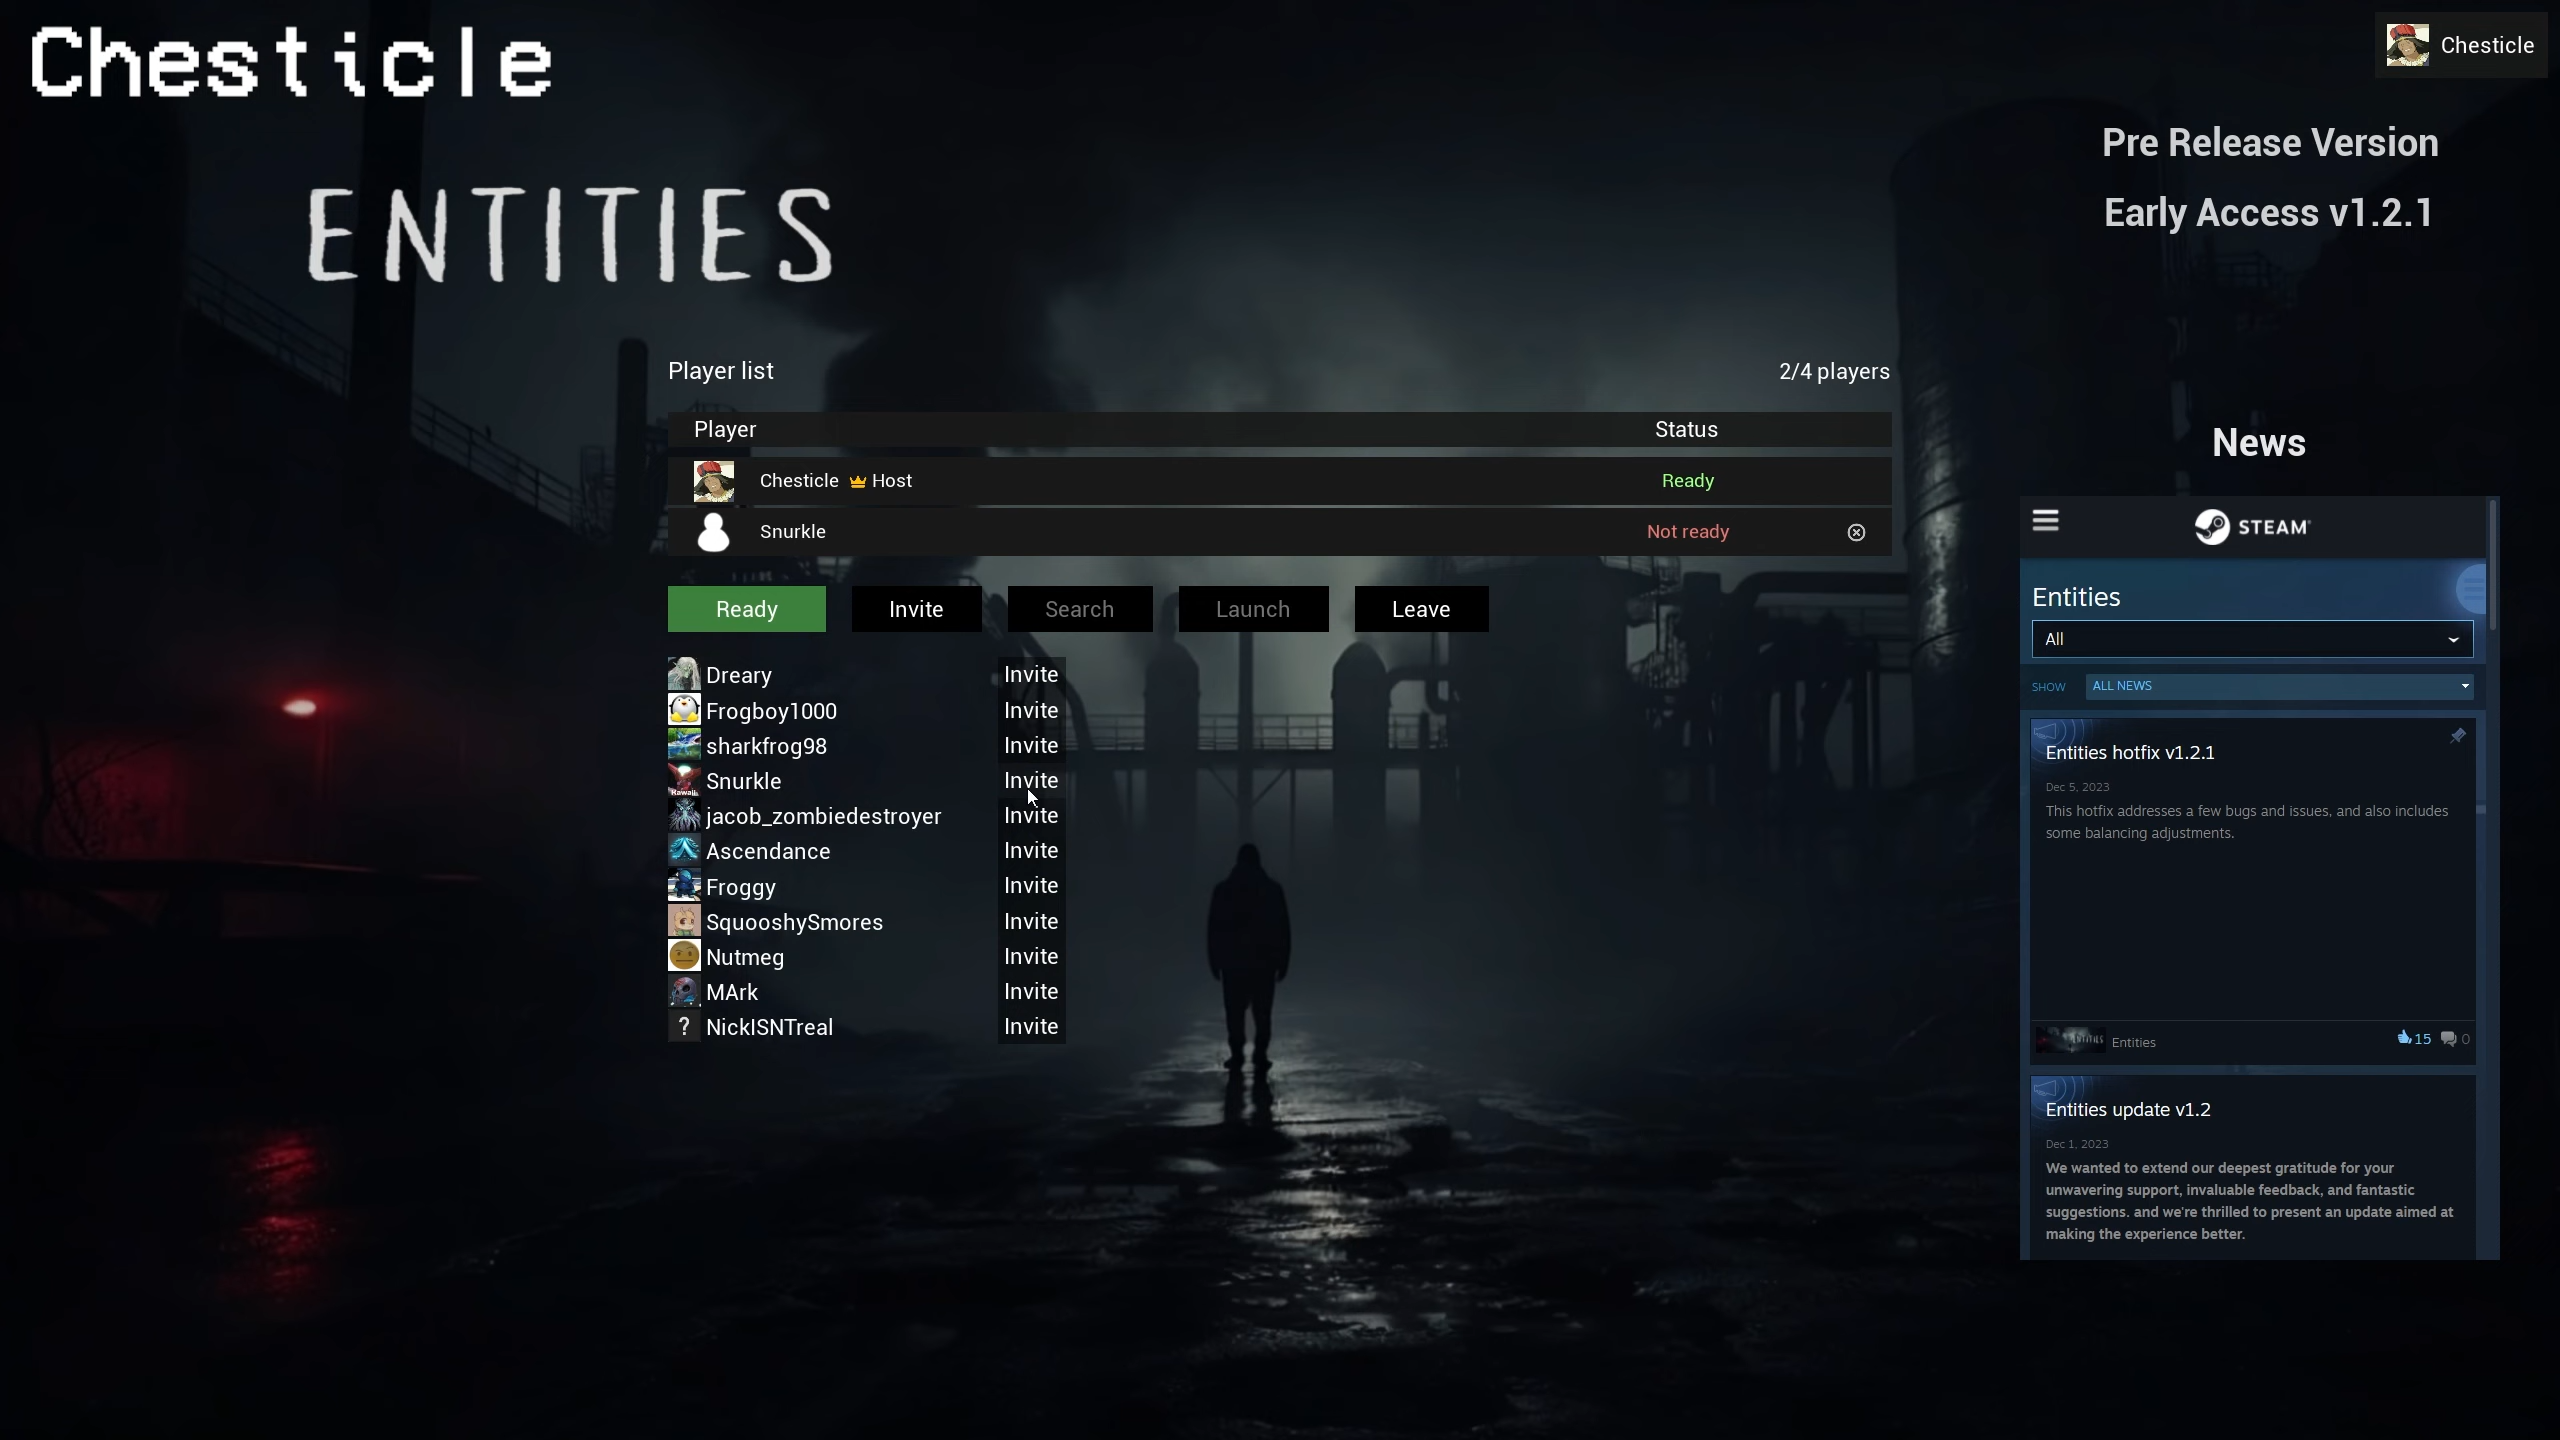 Chesticle
Chesticle
ENTITIES
Pre Release Version
Early Access v1.2.1
Player list
2/4 players
Player Status
Chesticle Host Ready
Snurkle Not ready
Ready Invite Search Launch Leave
Dreary Invite
Frogboy1000 Invite
sharkfrog98 Invite
Snurkle Invite
jacob_zombiedestroyer Invite
Ascendance Invite
Froggy Invite
SquooshySmores Invite
Nutmeg Invite
MArk Invite
? NickISNTreal Invite
News
STEAM
Entities
All
SHOW ALL NEWS
Entities hotfix v1.2.1
Dec 5, 2023
This hotfix addresses a few bugs and issues, and also includes
some balancing adjustments.
Entities 15 0
Entities update v1.2
Dec 1, 2023
We wanted to extend our deepest gratitude for your
unwavering support, invaluable feedback, and fantastic
suggestions. and we're thrilled to present an update aimed at
making the experience better.